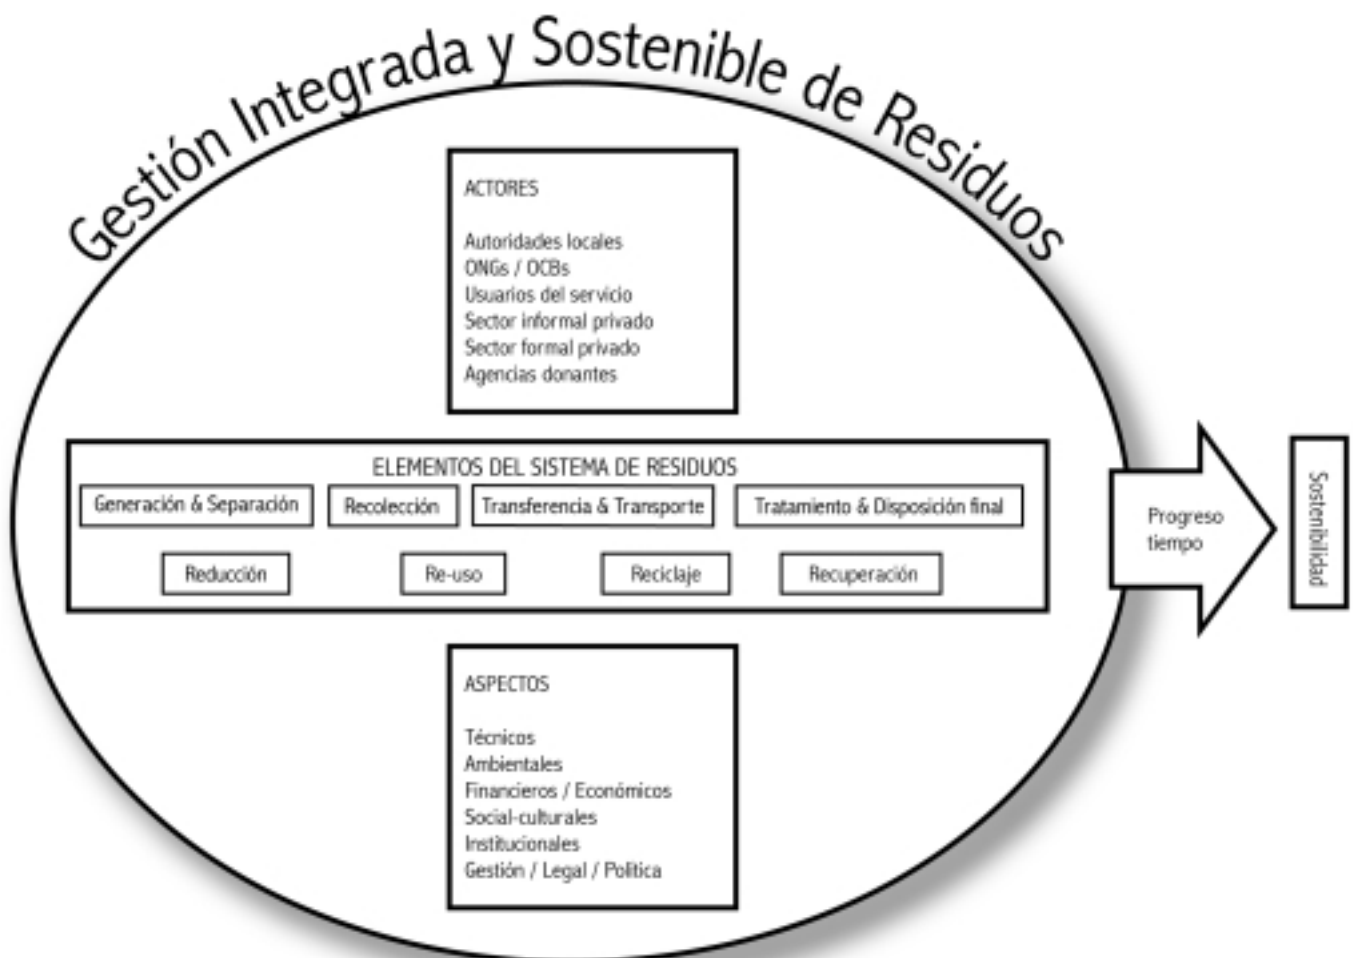 Gestión Integrada y Sostenible de Residuos
ACTORES
Autoridades locales
ONGs / OCBs
Usuarios del servicio
Sector informal privado
Sector formal privado
Agencias donantes
ELEMENTOS DEL SISTEMA DE RESIDUOS
Generación & Separación
Recolección
Transferencia & Transporte
Tratamiento & Disposición final
Reducción
Re-uso
Reciclaje
Recuperación
Progreso
tiempo
Sostenibilidad
ASPECTOS
Técnicos
Ambientales
Financieros / Económicos
Social-culturales
Institucionales
Gestión / Legal / Política